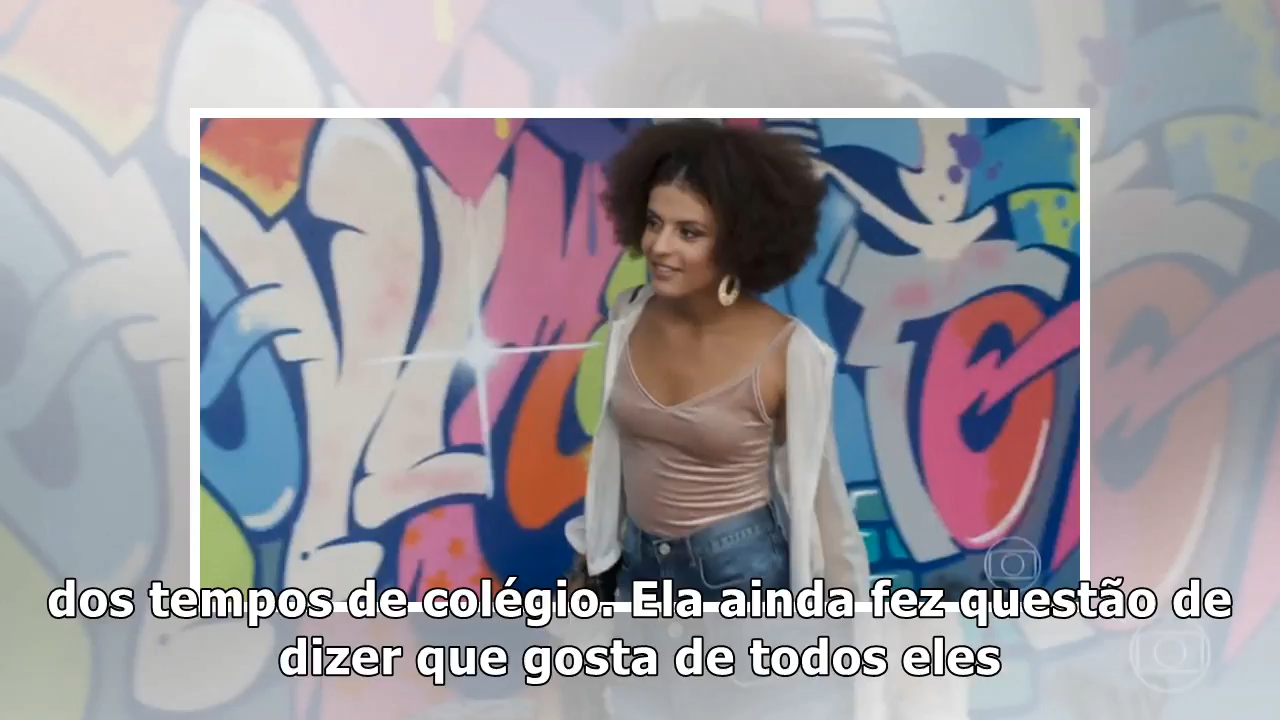 dos tempos de colégio. Ela ainda fez questão de
dizer que gosta de todos eles